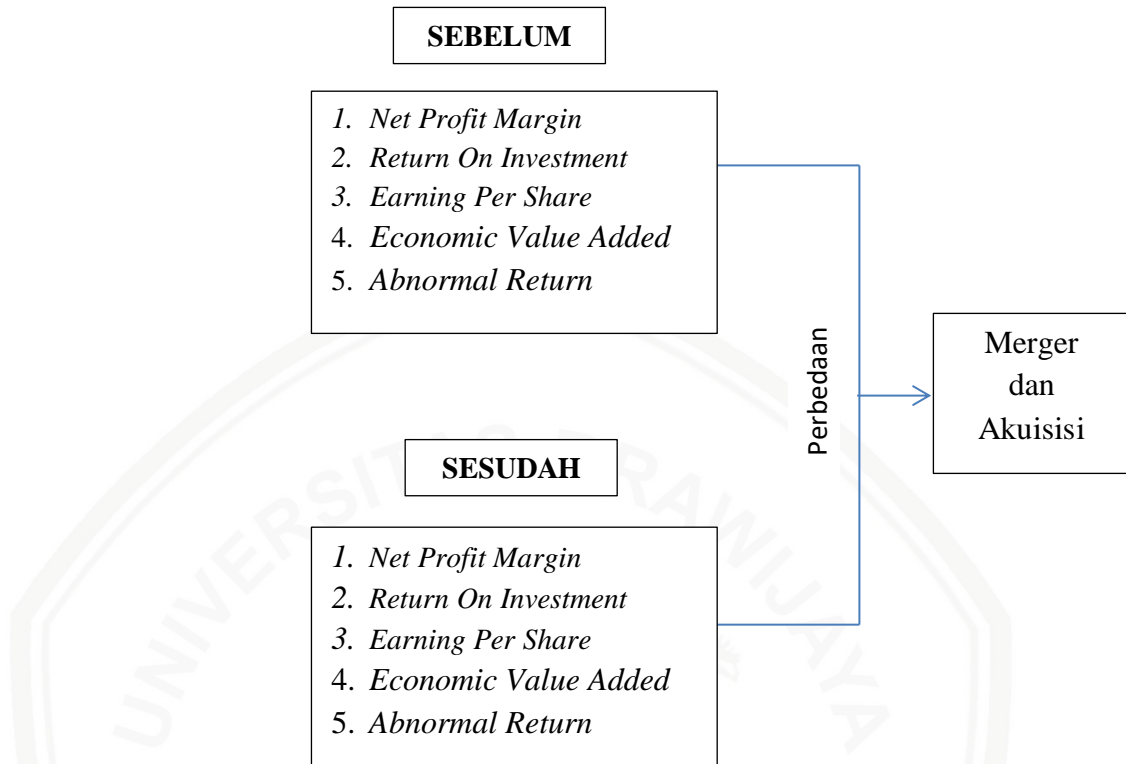 SEBELUM
1. Net Profit Margin
2. Return On Investment
3. Earning Per Share
4. Economic Value Added
5. Abnormal Return
Perbedaan
Merger
dan
Akuisisi
SESUDAH
1. Net Profit Margin
2. Return On Investment
3. Earning Per Share
4. Economic Value Added
5. Abnormal Return
UNIVERSITAS BRAWIJAYA